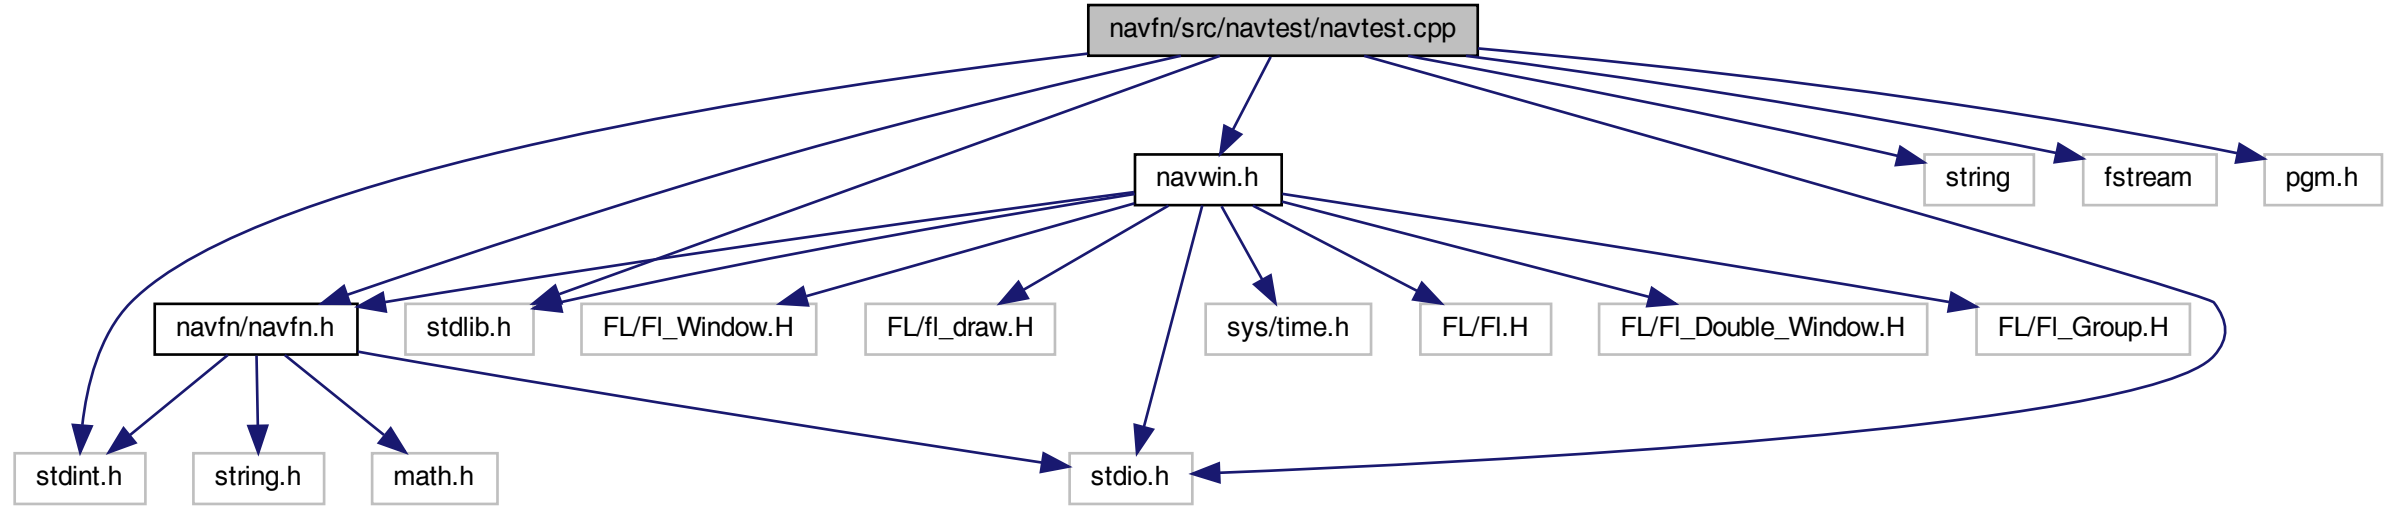 navfn/src/navtest/navtest.cpp
navwin.h
string
fstream
pgm.h
navfn/navfn.h
stdlib.h
FL/Fl_Window.H
FL/fl_draw.H
sys/time.h
FL/Fl.H
FL/Fl_Double_Window.H
FL/Fl_Group.H
stdint.h
string.h
math.h
stdio.h